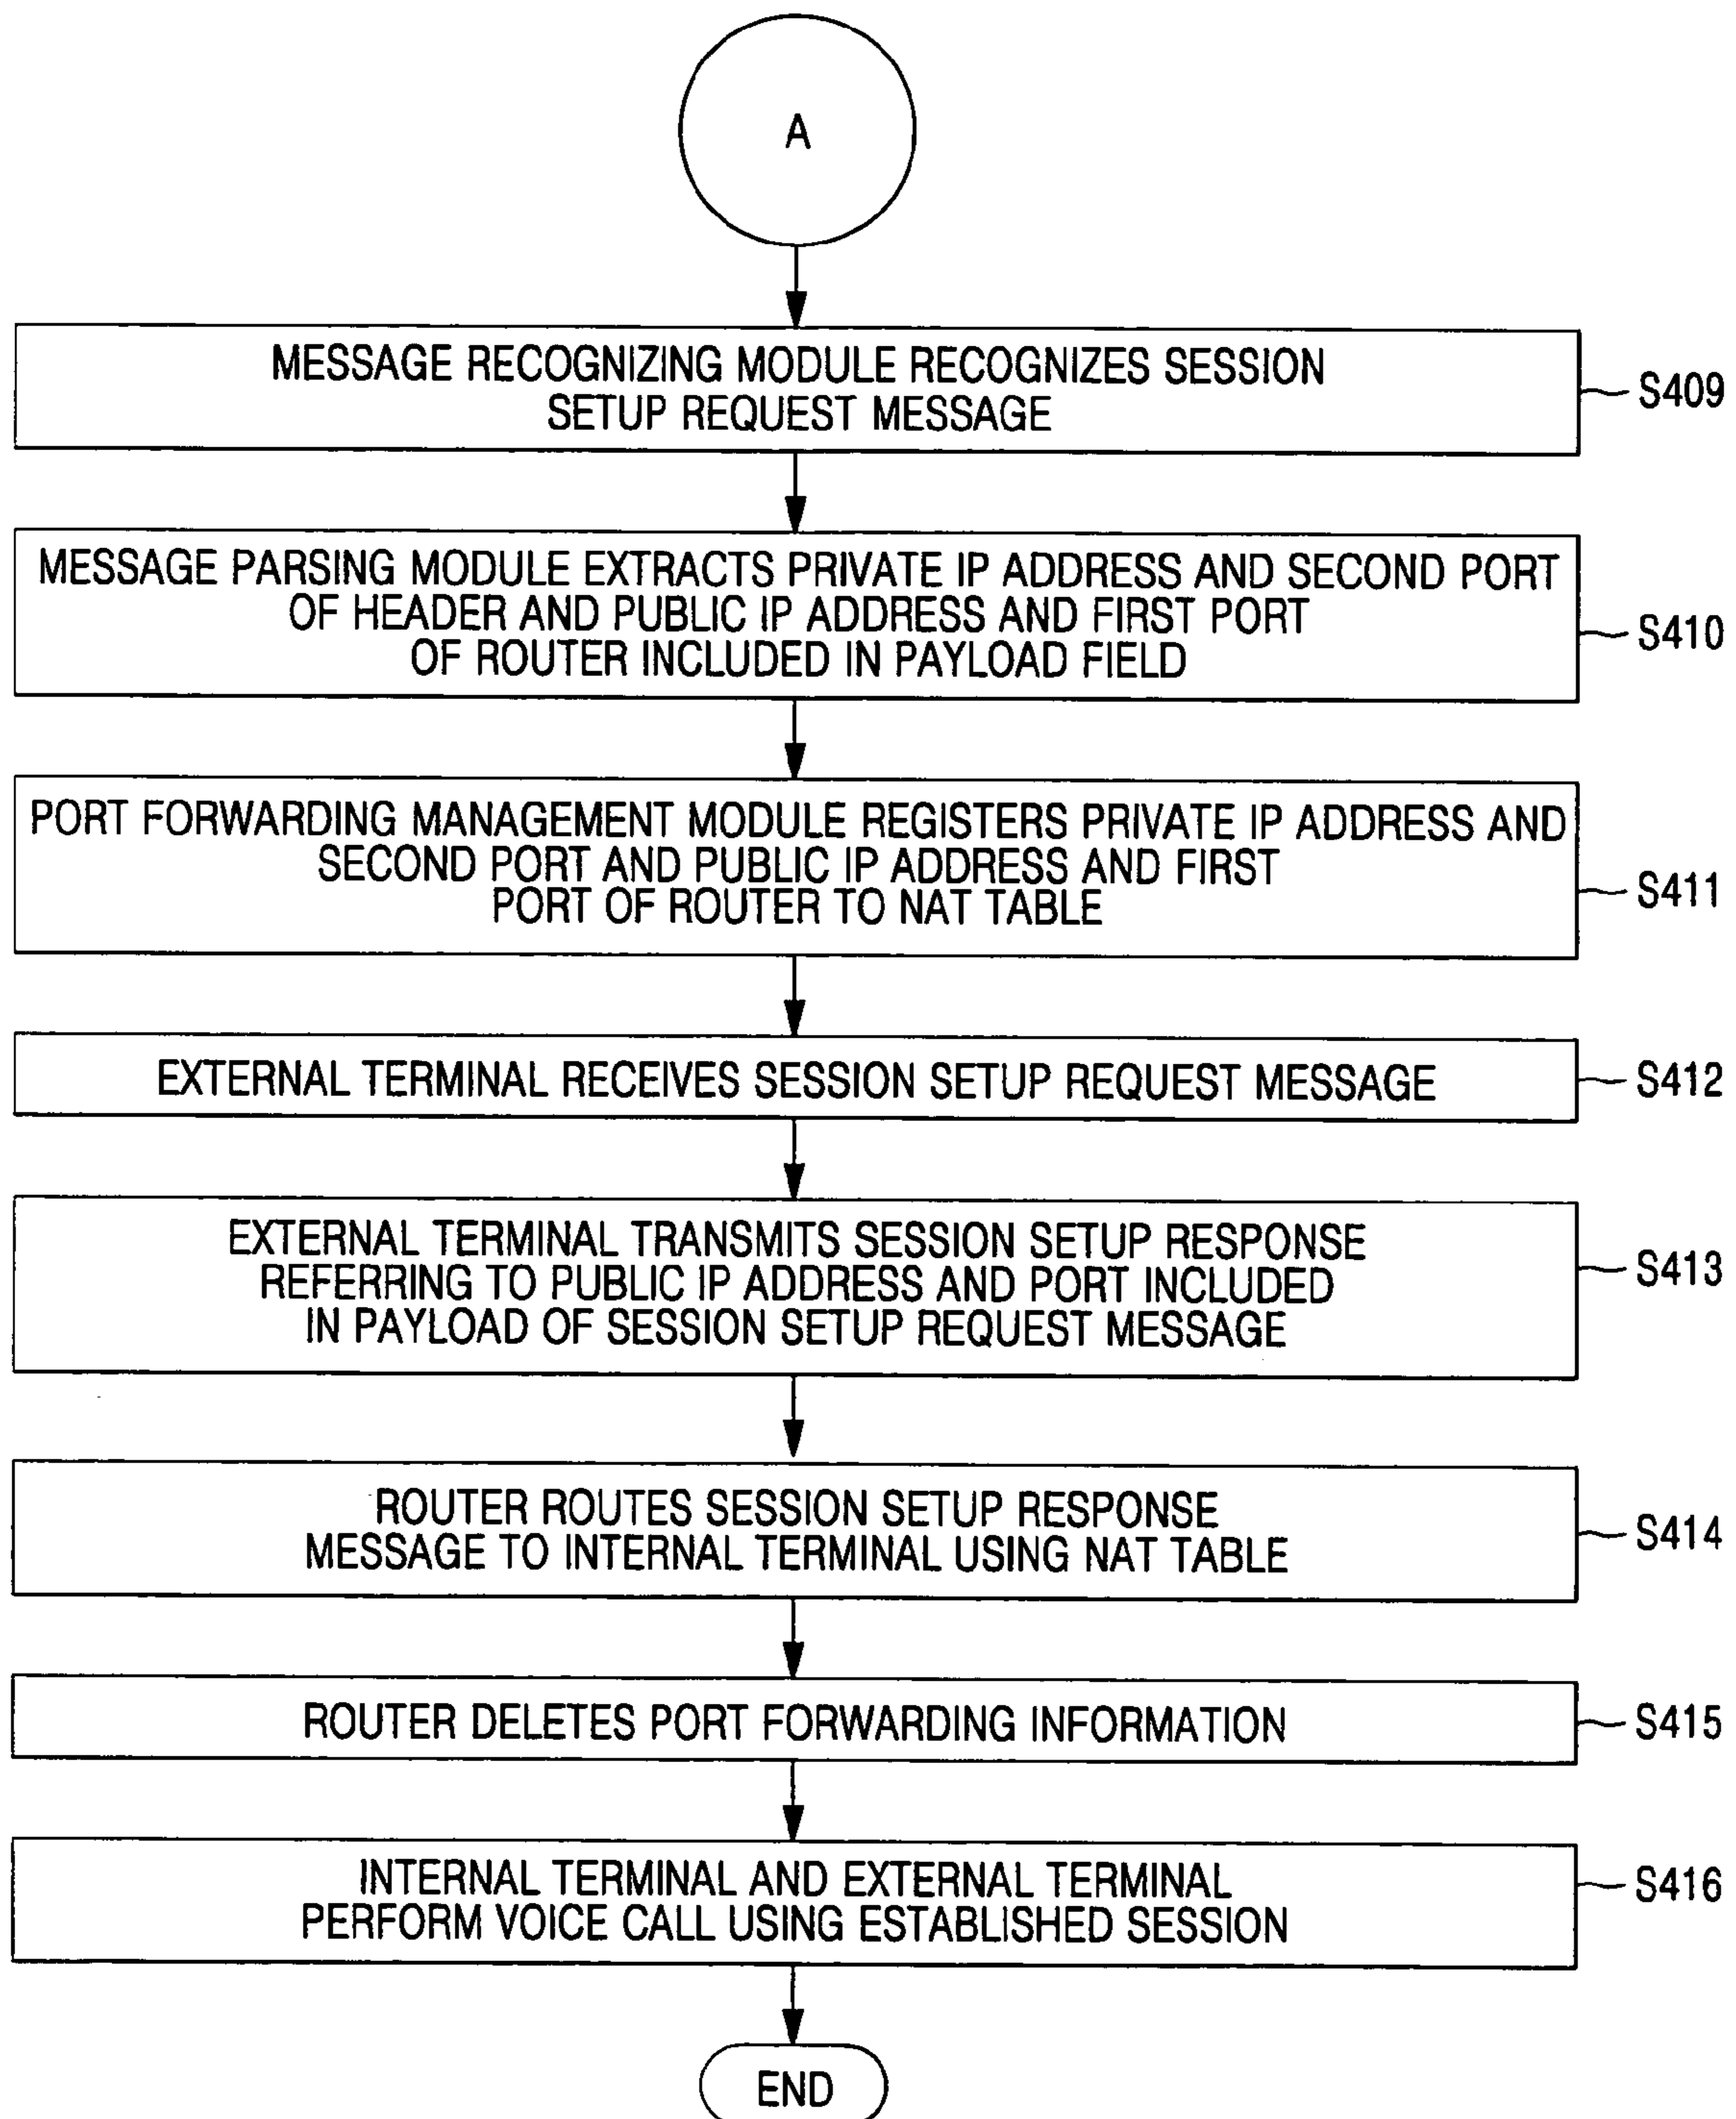 A
MESSAGE RECOGNIZING MODULE RECOGNIZES SESSION
SETUP REQUEST MESSAGE
S409
MESSAGE PARSING MODULE EXTRACTS PRIVATE IP ADDRESS AND SECOND PORT
OF HEADER AND PUBLIC IP ADDRESS AND FIRST PORT
OF ROUTER INCLUDED IN PAYLOAD FIELD
S410
PORT FORWARDING MANAGEMENT MODULE REGISTERS PRIVATE IP ADDRESS AND
SECOND PORT AND PUBLIC IP ADDRESS AND FIRST
PORT OF ROUTER TO NAT TABLE
S411
EXTERNAL TERMINAL RECEIVES SESSION SETUP REQUEST MESSAGE
S412
EXTERNAL TERMINAL TRANSMITS SESSION SETUP RESPONSE
REFERRING TO PUBLIC IP ADDRESS AND PORT INCLUDED
IN PAYLOAD OF SESSION SETUP REQUEST MESSAGE
S413
ROUTER ROUTES SESSION SETUP RESPONSE
MESSAGE TO INTERNAL TERMINAL USING NAT TABLE
S414
ROUTER DELETES PORT FORWARDING INFORMATION
S415
INTERNAL TERMINAL AND EXTERNAL TERMINAL
PERFORM VOICE CALL USING ESTABLISHED SESSION
S416
END